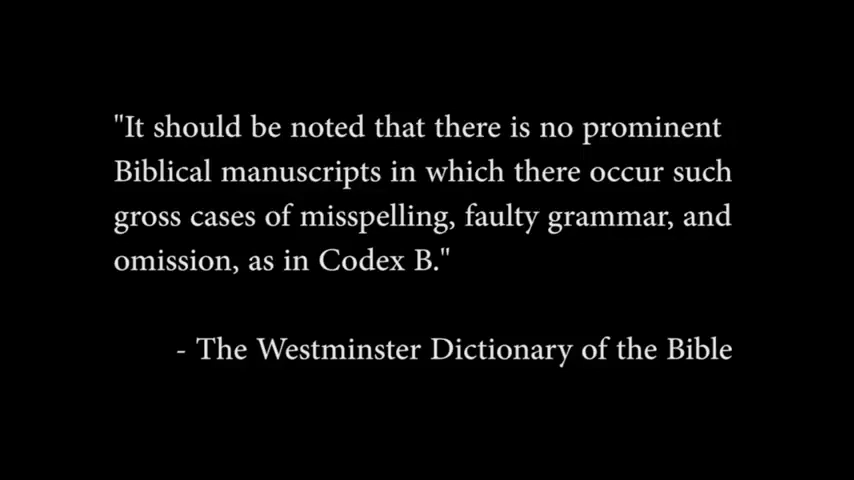 "It should be noted that there is no prominent
Biblical manuscripts in which there occur such
gross cases of misspelling, faulty grammar, and
omission, as in Codex B."
- The Westminster Dictionary of the Bible